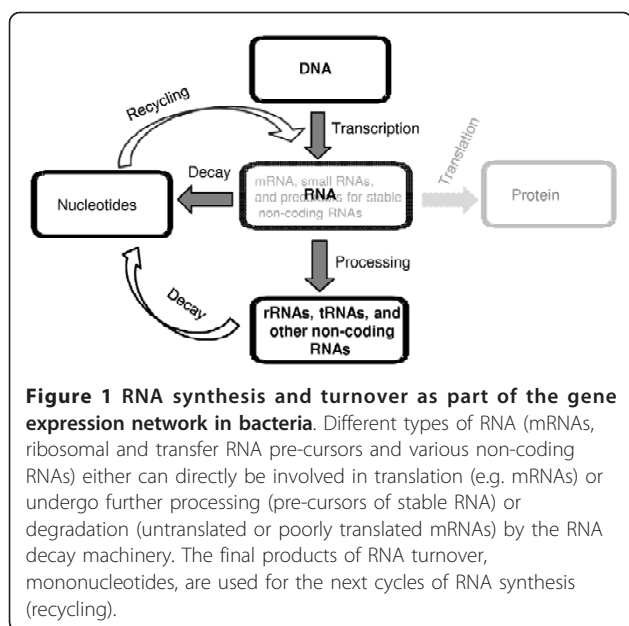 DNA
Recycling
Transcription
Decay
mRNA, small RNAs,
RNA
and precursors for stable
non-coding RNAs
Translation
Nucleotides
Protein
Processing
Decay
rRNAs, tRNAs, and
other non-coding
RNAs
Figure 1 RNA synthesis and turnover as part of the gene
expression network in bacteria. Different types of RNA (mRNAs,
ribosomal and transfer RNA pre-cursors and various non-coding
RNAs) either can directly be involved in translation (e.g. mRNAs) or
undergo further processing (pre-cursors of stable RNA) or
degradation (untranslated or poorly translated mRNAs) by the RNA
decay machinery. The final products of RNA turnover,
mononucleotides, are used for the next cycles of RNA synthesis
(recycling).